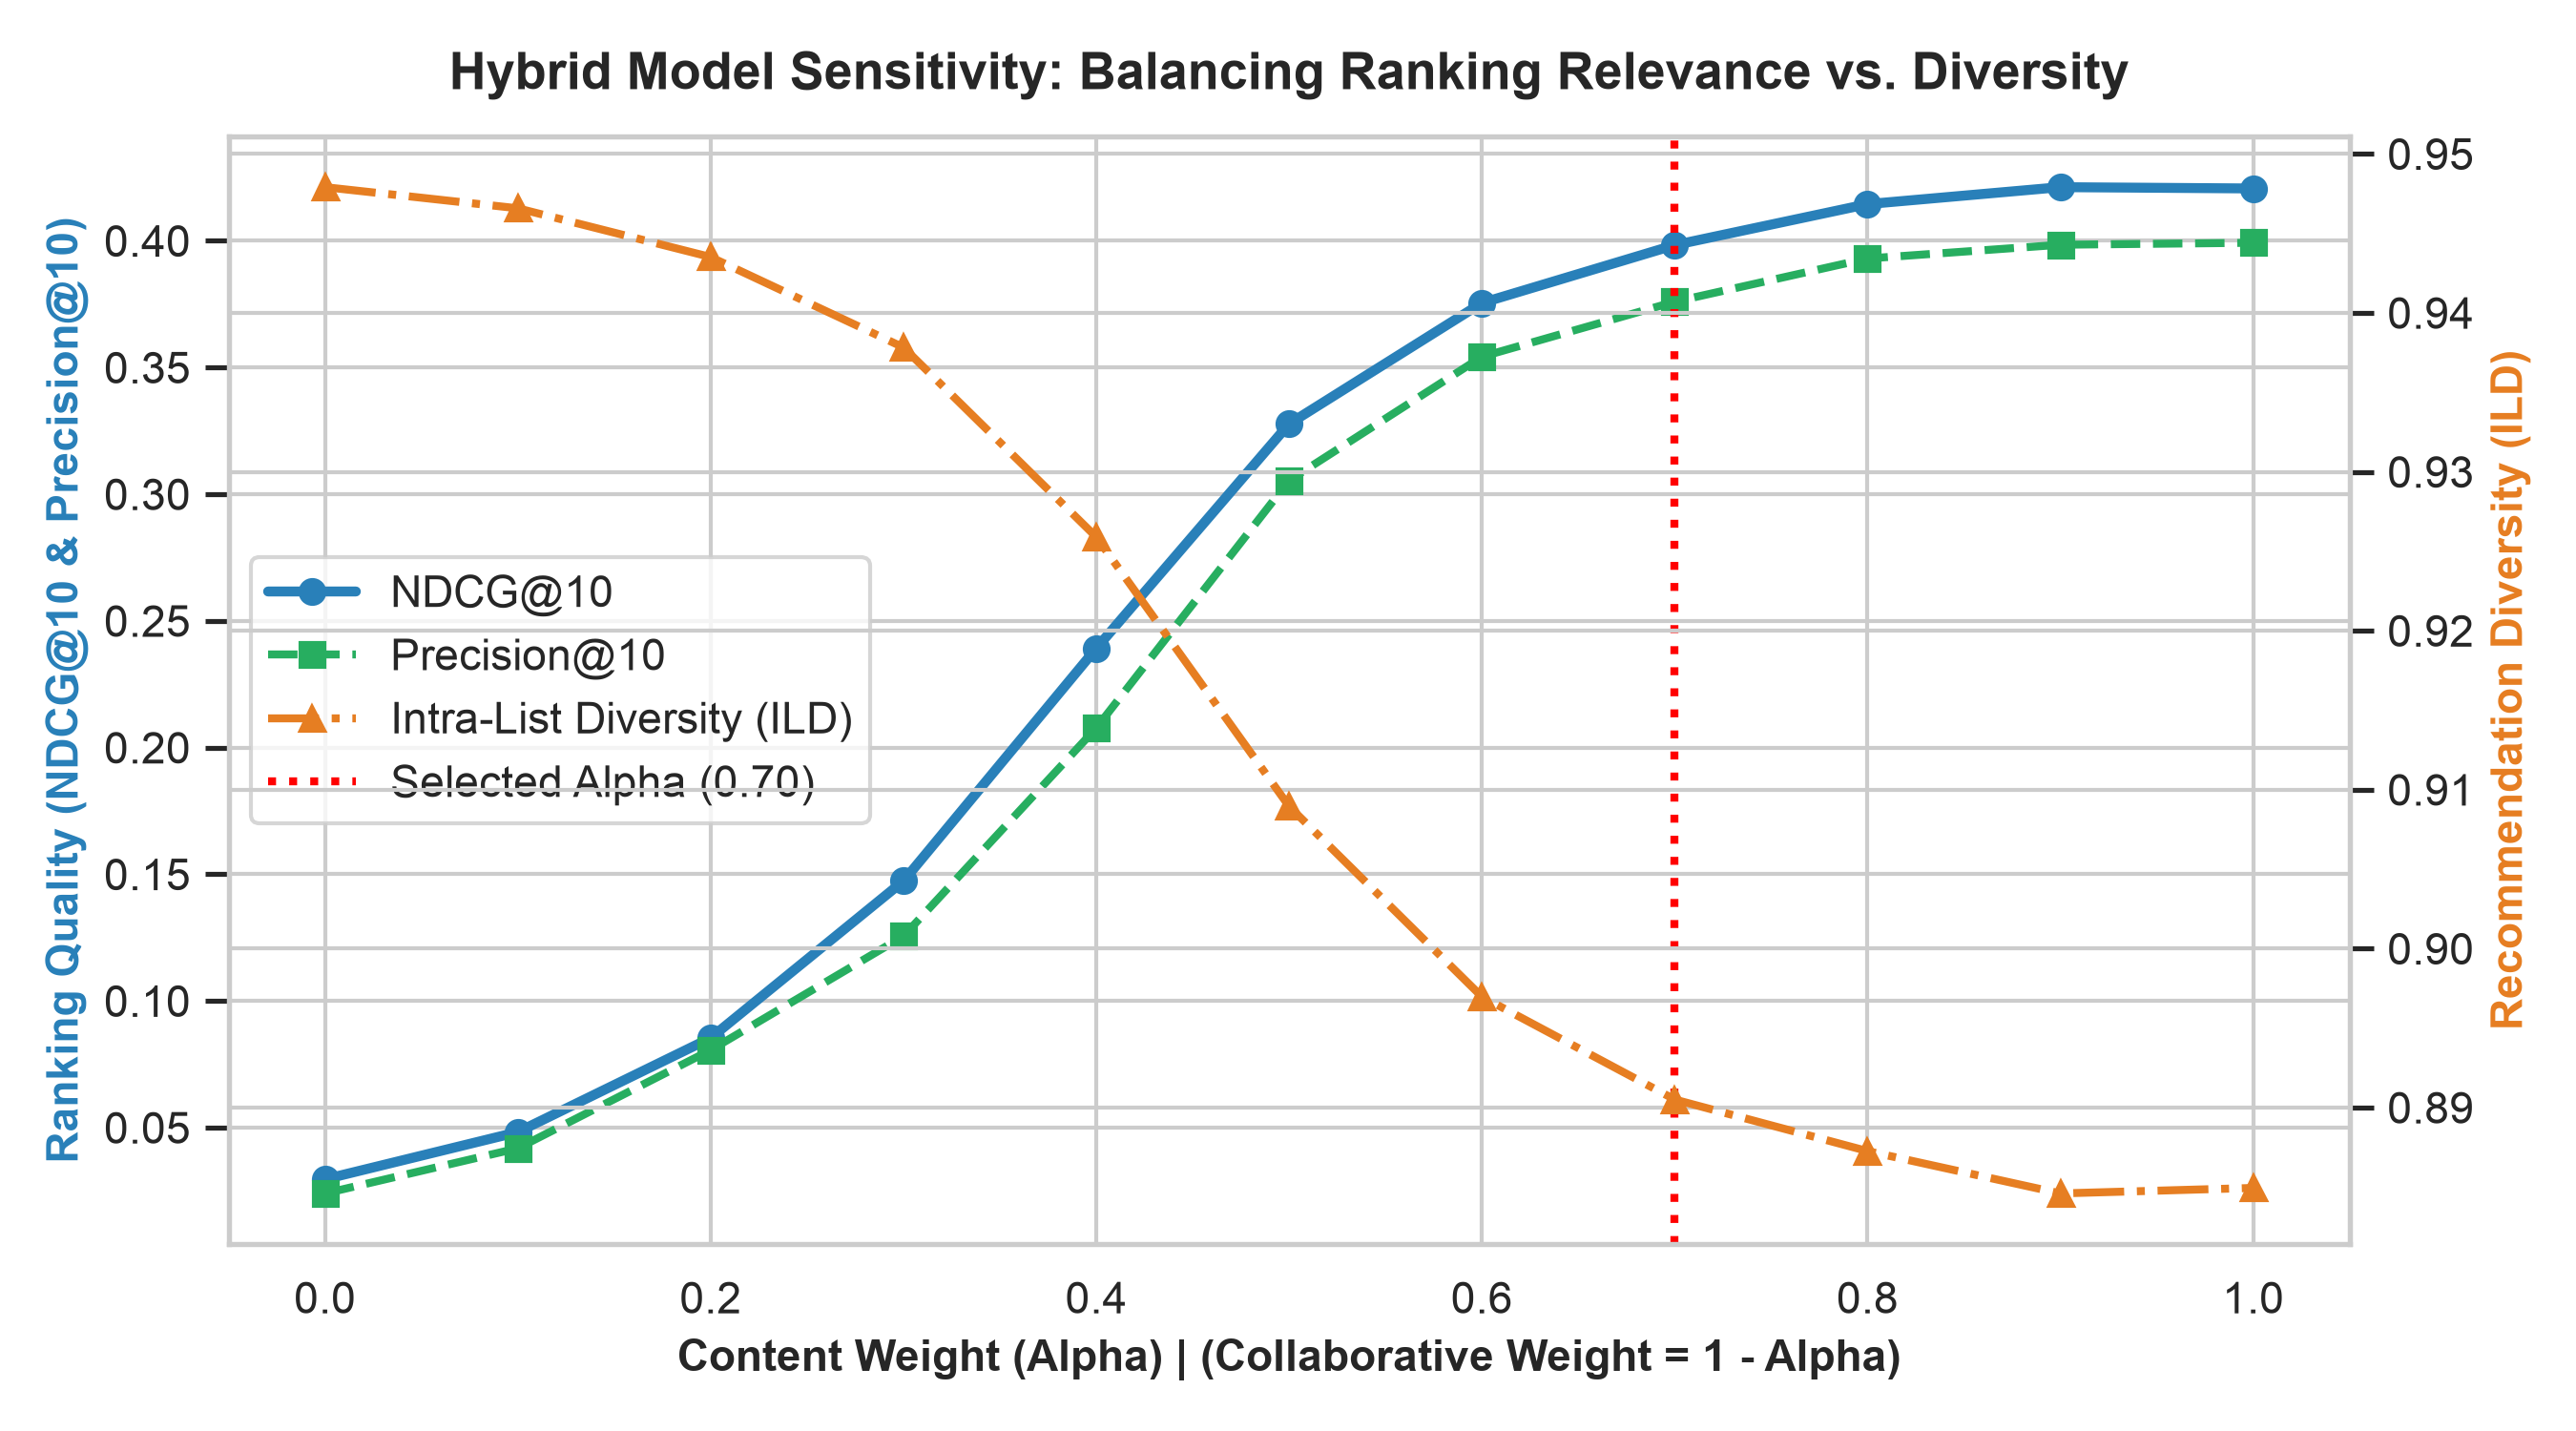 Hybrid Model Sensitivity: Balancing Ranking Relevance vs. Diversity
Ranking Quality (NDCG@10 & Precision@10)
0.40
0.35
0.30
0.25
0.20
0.15
0.10
0.05
NDCG@10
Precision@10
Intra-List Diversity (ILD)
Selected Alpha (0.70)
0.95
0.94
0.93
0.92
0.91
0.90
0.89
Recommendation Diversity (ILD)
0.0 0.2 0.4 0.6 0.8 1.0
Content Weight (Alpha) | (Collaborative Weight = 1 - Alpha)